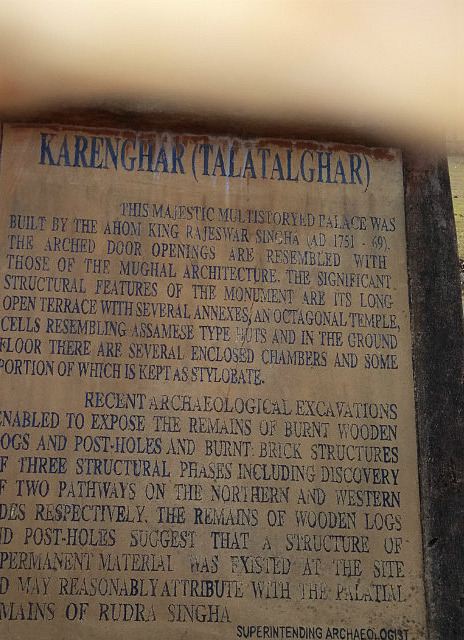 KARENGHAR (TALATALGHAR)
THIS MAJESTIC MULTISTORYED PALACE WAS
BUILT BY THE AHOM KING RAJESWAR SINGHA (AD 1751 - 69).
THE ARCHED DOOR OPENINGS ARE RESEMBLED WITH
THOSE OF THE MUGHAL ARCHITECTURE. THE SIGNIFICANT
STRUCTURAL FEATURES OF THE MONUMENT ARE ITS LONG
OPEN TERRACE WITH SEVERAL ANNEXES, AN OCTAGONAL TEMPLE,
CELLS RESEMBLING ASSAMESE TYPE HUTS AND IN THE GROUND
FLOOR THERE ARE SEVERAL ENCLOSED CHAMBERS AND SOME
PORTION OF WHICH IS KEPT AS STYLOBATE.
RECENT ARCHAEOLOGICAL EXCAVATIONS
ENABLED TO EXPOSE THE REMAINS OF BURNT WOODEN
OGS AND POST-HOLES AND BURNT BRICK STRUCTURES
F THREE STRUCTURAL PHASES INCLUDING DISCOVERY
F TWO PATHWAYS ON THE NORTHERN AND WESTERN
DES RESPECTIVELY. THE REMAINS OF WOODEN LOGS
ND POST-HOLES SUGGEST THAT A STRUCTURE OF
PERMANENT MATERIAL WAS EXISTED AT THE SITE
D MAY REASONABLY ATTRIBUTE WITH THE PALATIAL
MAINS OF RUDRA SINGHA
SUPERINTENDING ARCHAEOLOGIST